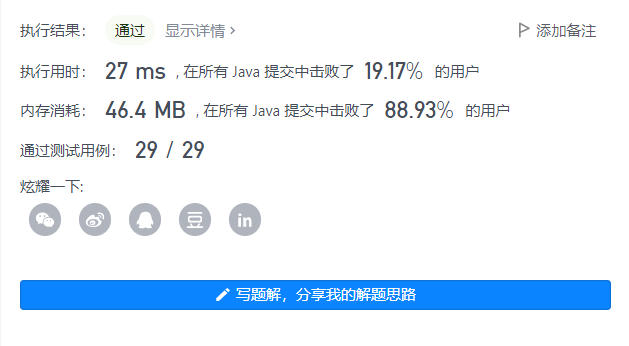 执行结果： 通过 显示详情 > 添加备注
执行用时： 27 ms , 在所有 Java 提交中击败了 19.17% 的用户
内存消耗： 46.4 MB , 在所有 Java 提交中击败了 88.93% 的用户
通过测试用例： 29 / 29
炫耀一下:
豆 in
写题解，分享我的解题思路